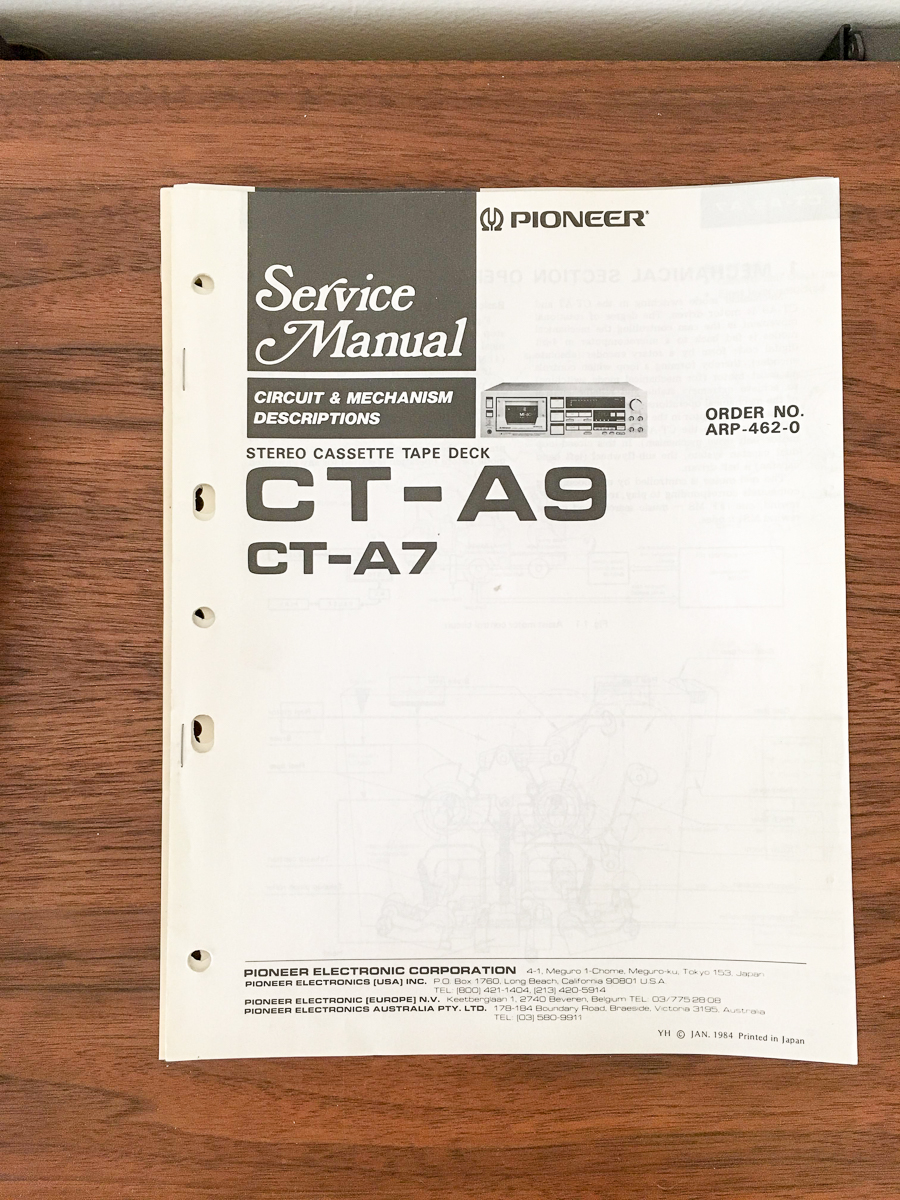 PIONEER
Service
Manual
CIRCUIT & MECHANISM
DESCRIPTIONS
ORDER NO.
ARP-462-0
STEREO CASSETTE TAPE DECK
CT-A9
CT-A7
PIONEER ELECTRONIC CORPORATION 4-1, Meguro 1-Chome, Meguro-ku, Tokyo 153, Japan
PIONEER ELECTRONICS [USA] INC. P.O. Box 1760, Long Beach, California 90801 U.S.A.
TEL: [800] 421-1404, [213] 420-5914
PIONEER ELECTRONIC [EUROPE] N.V. Keetberglaan 1, 2740 Beveren, Belgium TEL: 03/775·28·08
PIONEER ELECTRONICS AUSTRALIA PTY. LTD. 178-184 Boundary Road, Braeside, Victoria 3195, Australia
TEL: [03] 580-9911
YH © JAN. 1984 Printed in Japan